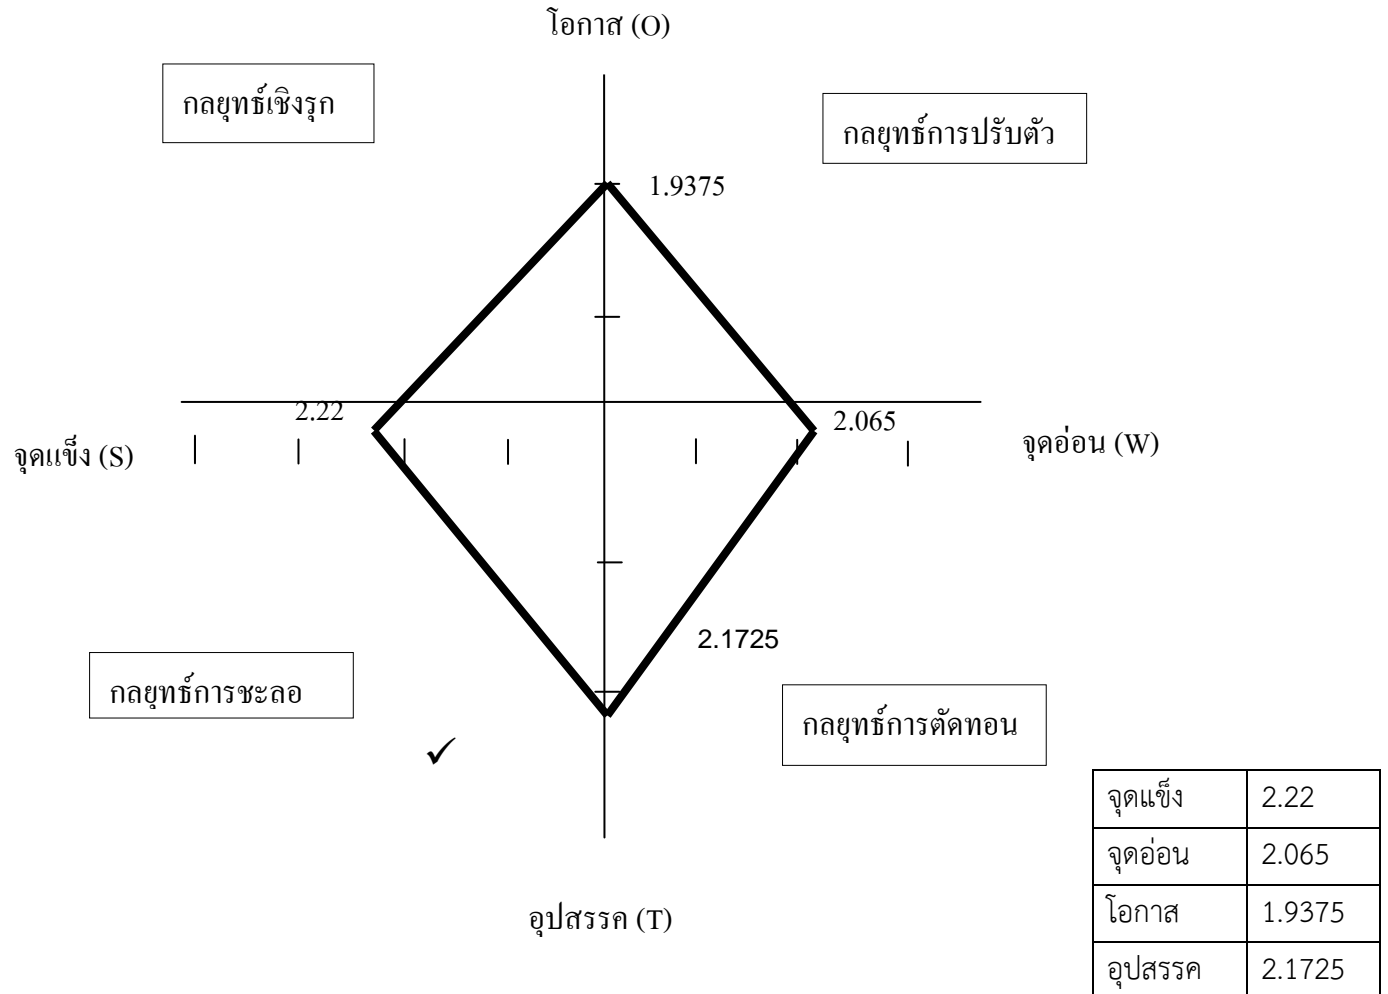 โอกาส (O)
กลยุทธ์เชิงรุก
กลยุทธ์การปรับตัว
1.9375
2.22
2.065
จุดแข็ง (S)
จุดอ่อน (W)
2.1725
กลยุทธ์การชะลอ
กลยุทธ์การตัดทอน
✓
อุปสรรค (T)
จุดแข็ง 2.22
จุดอ่อน 2.065
โอกาส 1.9375
อุปสรรค 2.1725